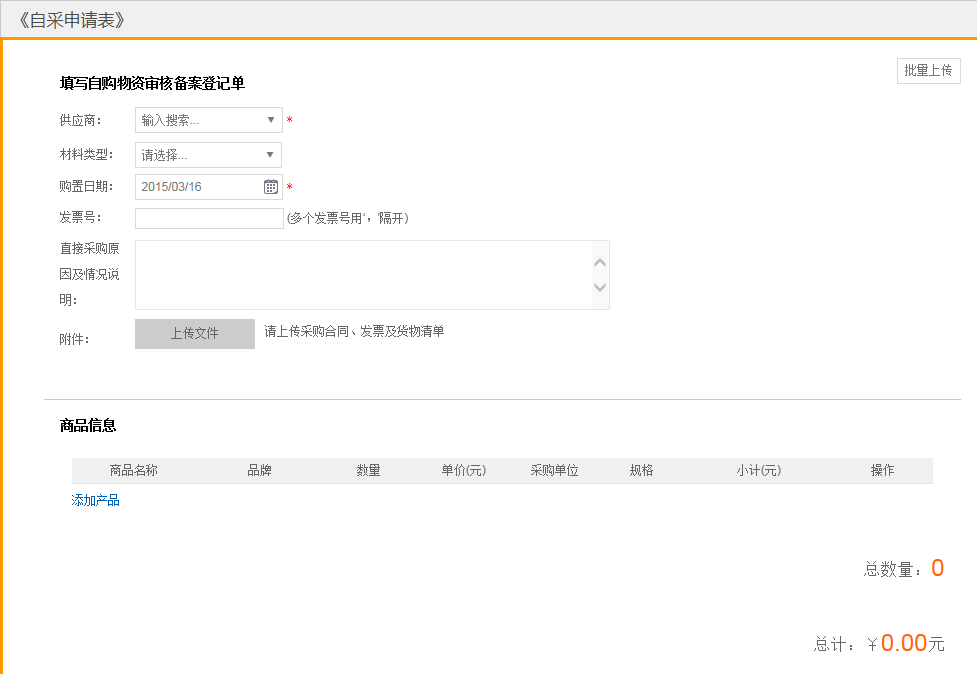 《自采申请表》
批量上传
填写自购物资审核备案登记单
供应商： 输入搜索... *
材料类型： 请选择...
购置日期： 2015/03/16 *
发票号： (多个发票号用‘，’隔开)
直接采购原
因及情况说
明：
附件： 上传文件 请上传采购合同、发票及货物清单
商品信息
商品名称 品牌 数量 单价(元) 采购单位 规格 小计(元) 操作
添加产品
总数量：0
总计：￥0.00元